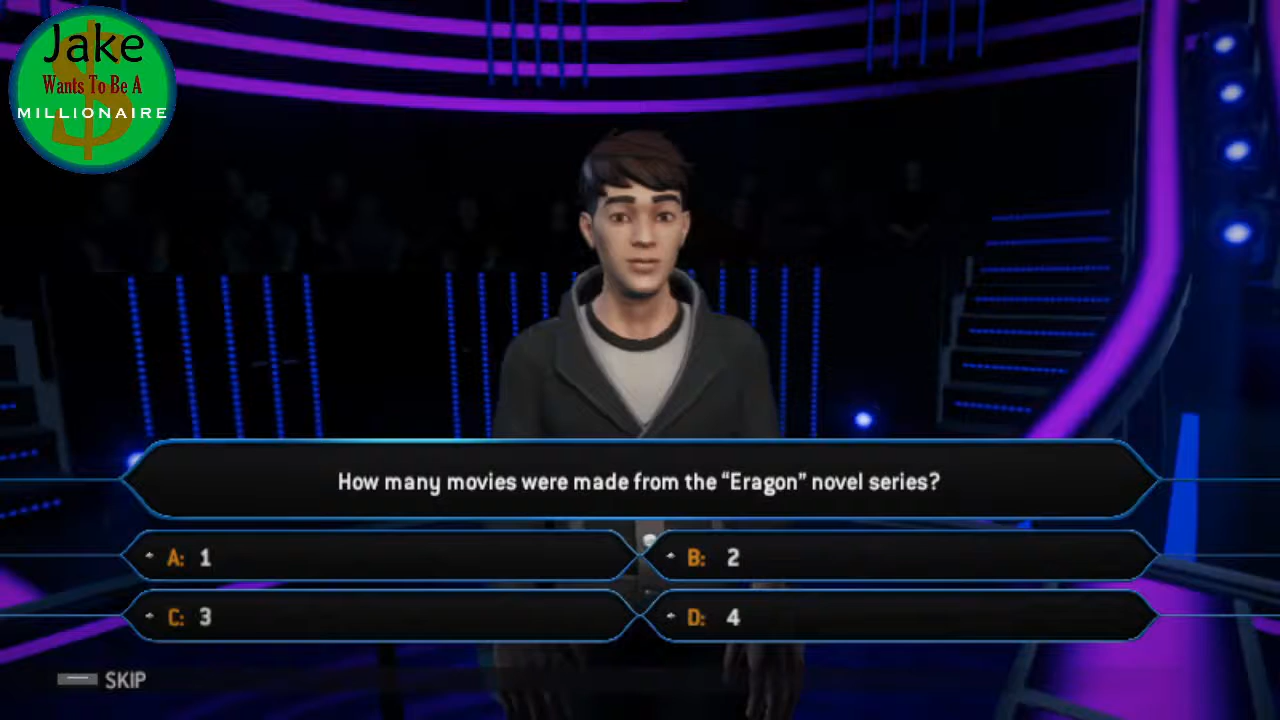 Jake
Wants To Be A
MILLIONAIRE
How many movies were made from the “Eragon” novel series?
A: 1
B: 2
C: 3
D: 4
SKIP